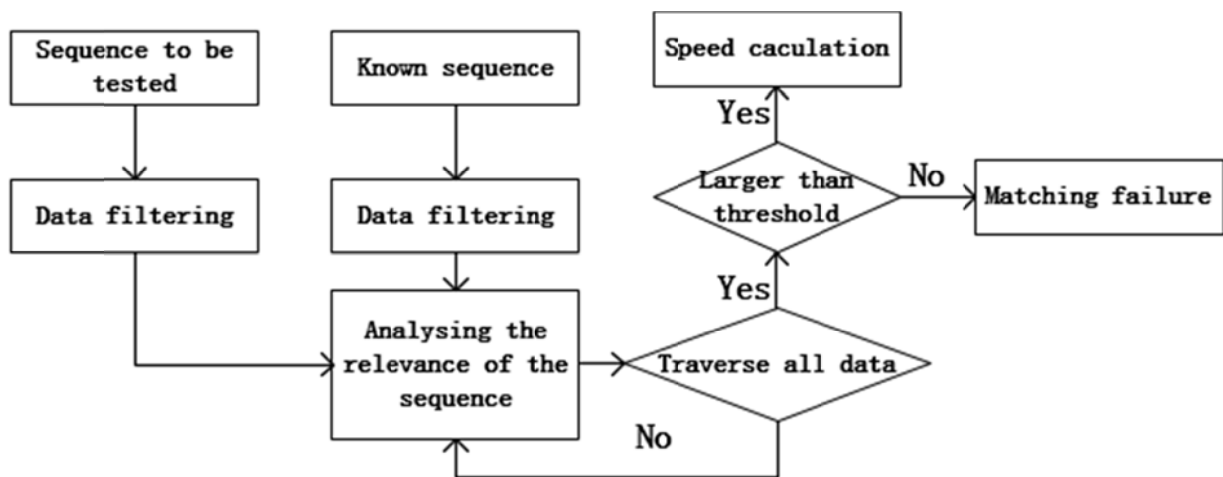 Sequence to be
tested
Known sequence
Speed caculation
Yes
Data filtering
Data filtering
Larger than
threshold
No
Matching failure
Yes
Analysing the
relevance of the
sequence
Traverse all data
No